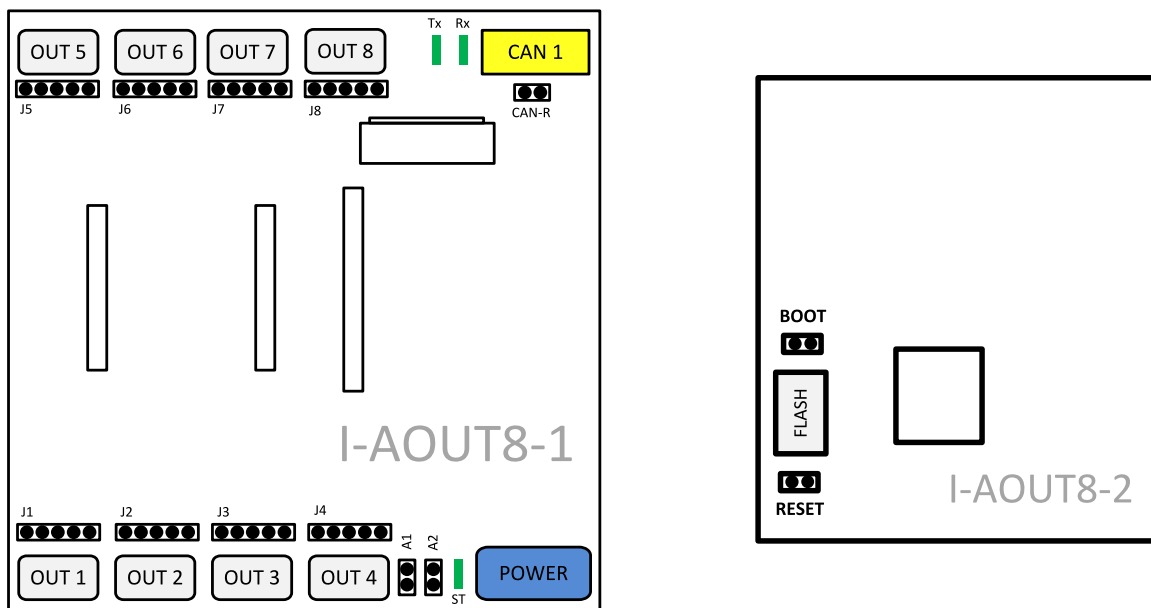 Tx Rx
OUT 5 OUT 6 OUT 7 OUT 8 CAN 1
J5 J6 J7 J8 CAN-R
I-AOUT8-1
J1 J2 J3 J4 A1 A2
OUT 1 OUT 2 OUT 3 OUT 4 POWER
ST
BOOT
FLASH
I-AOUT8-2
RESET